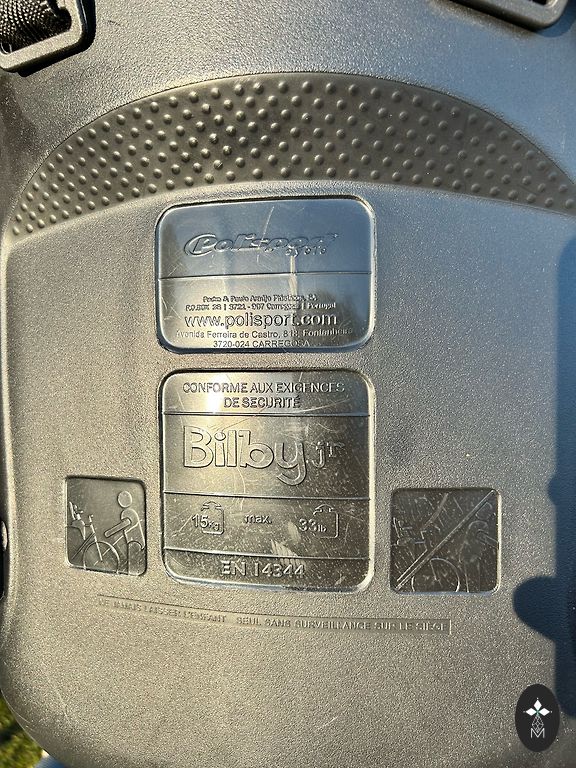 Polisport
www.polisport.com
Avenida Ferreira de Castro, 818, Fontanheira
3720-024 CARREGOSA
CONFORME AUX EXIGENCES
DE SECURITÉ
Bilby jr
15kg max. 33lb
EN 14344
NE JAMAIS LAISSER L'ENFANT SEUL SANS SURVEILLANCE SUR LE SIEGE
M